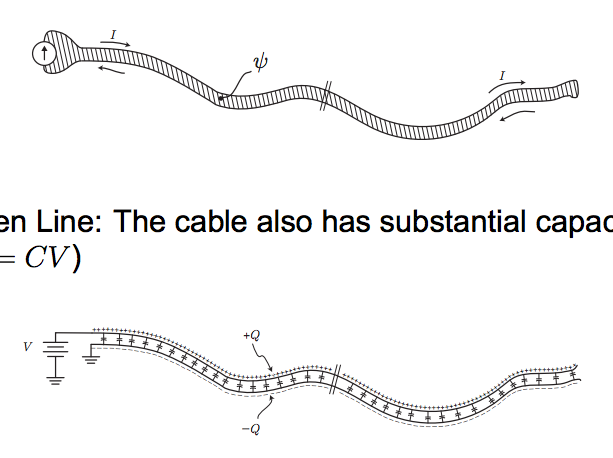 I
ψ
I
en Line: The cable also has substantial capac
= CV)
+Q
V
−Q